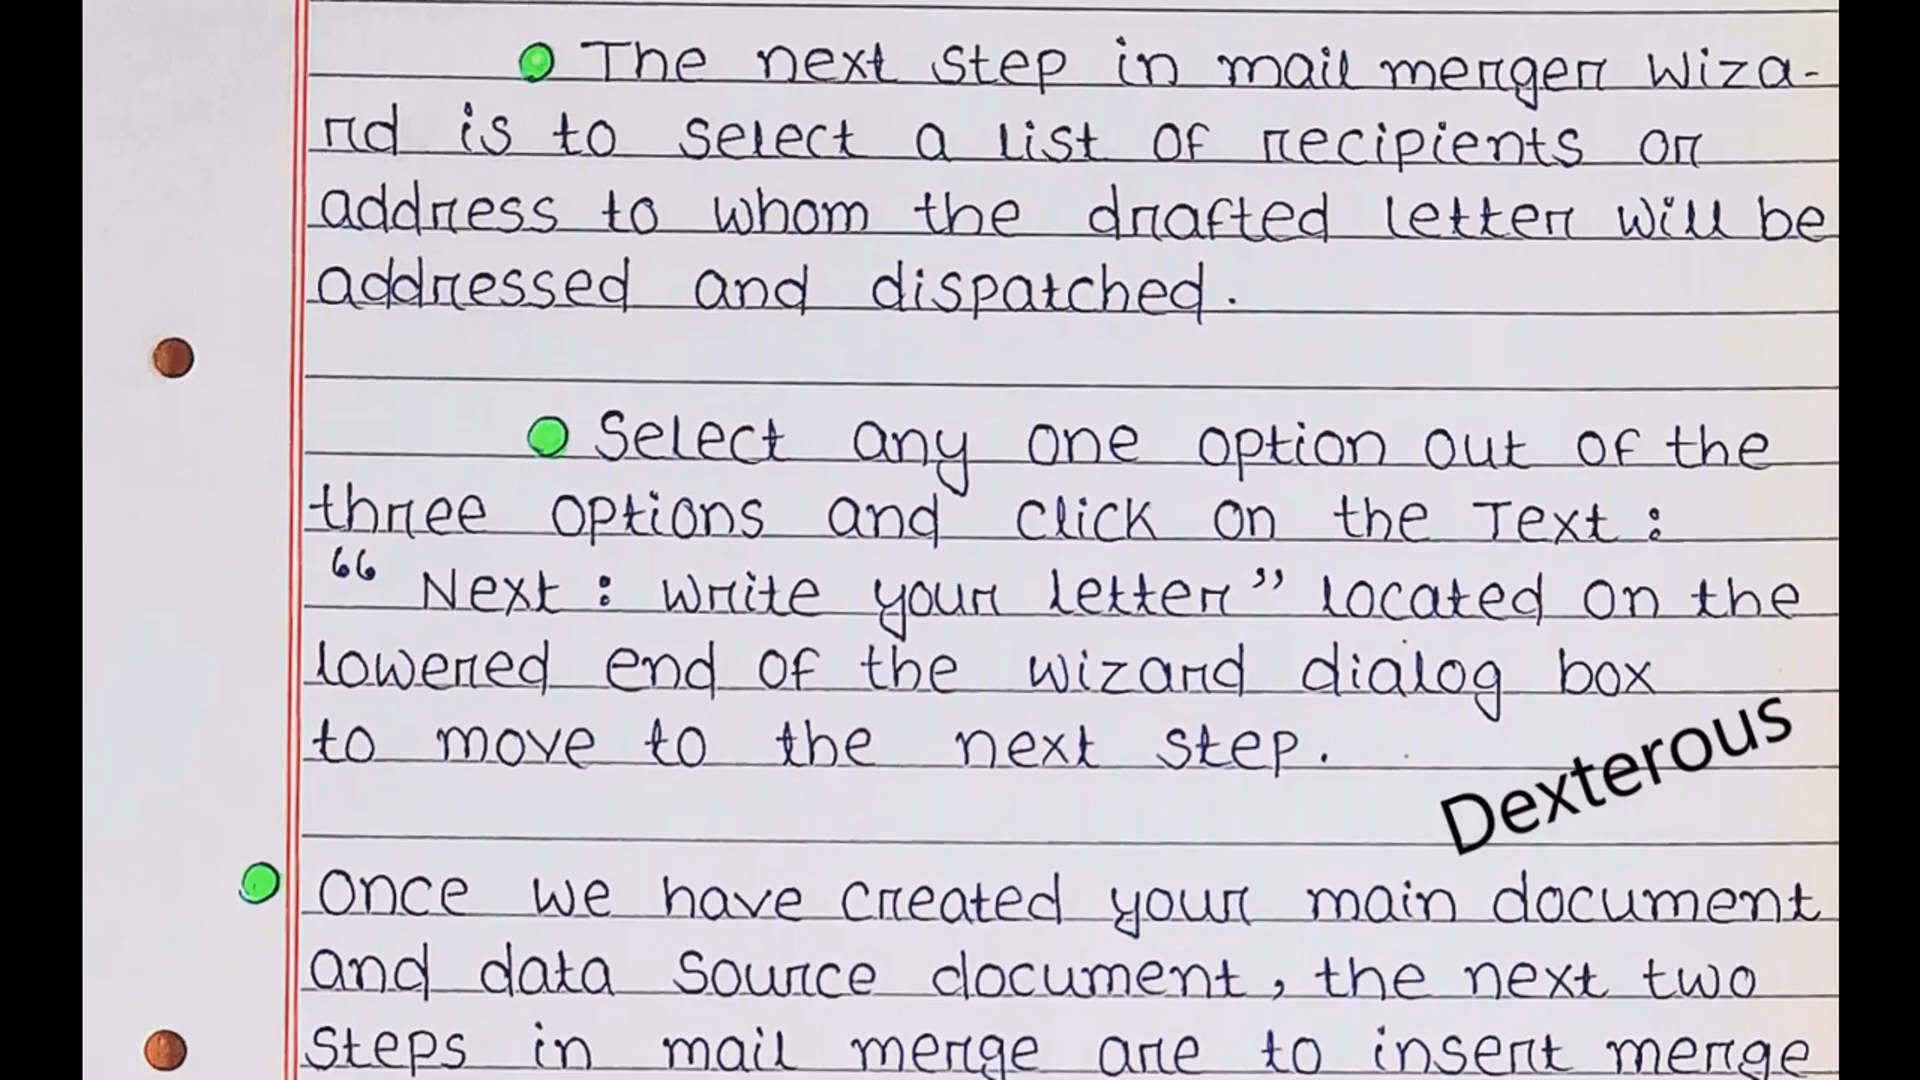 The next step in mail merger Wiza-
rd is to select a list of recipients or
address to whom the drafted letter will be
addressed and dispatched.
Select any one option out of the
three options and click on the Text:
“ Next: Write your letter” located on the
lowered end of the wizard dialog box
to move to the next step.
Dexterous
Once we have created your main document
and data source document, the next two
steps in mail merge are to insert merge